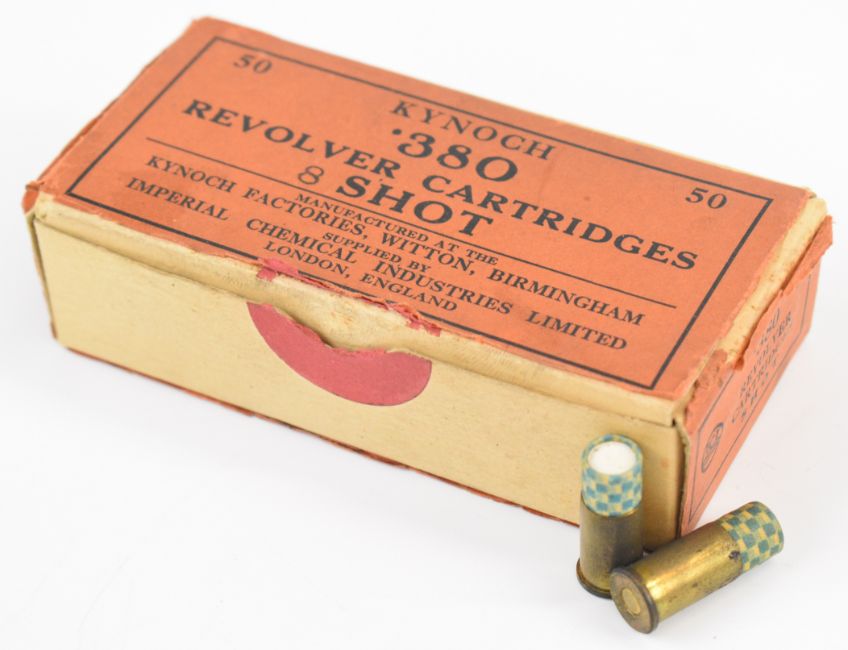 50
KYNOCH
50
·380
REVOLVER CARTRIDGES
8 SHOT
MANUFACTURED AT THE
KYNOCH FACTORIES, WITTON, BIRMINGHAM
SUPPLIED BY
IMPERIAL CHEMICAL INDUSTRIES LIMITED
LONDON, ENGLAND
REVOLVER